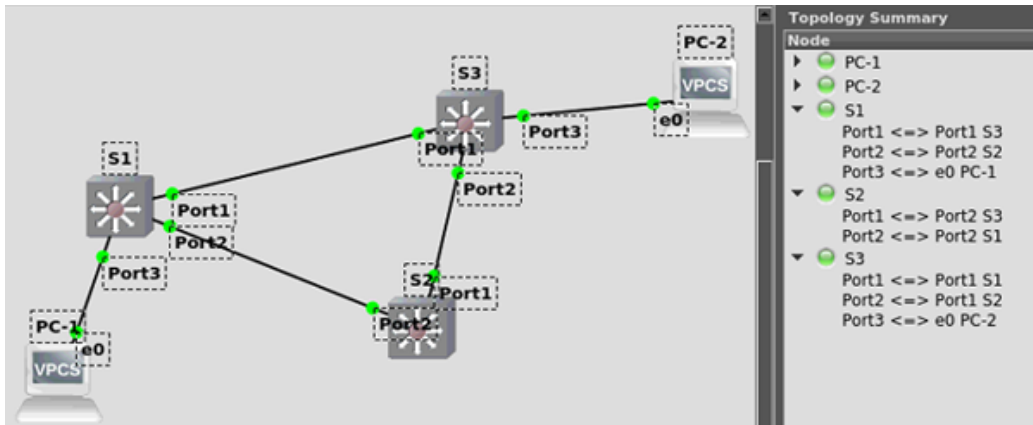 PC-2
VPCS
e0
S3
Port3
Port1
Port2
S1
Port1
Port2
Port3
S2
Port1
Port2
PC-1
e0
VPCS
Topology Summary
Node
PC-1
PC-2
S1
Port1 <=> Port1 S3
Port2 <=> Port2 S2
Port3 <=> e0 PC-1
S2
Port1 <=> Port2 S3
Port2 <=> Port2 S1
S3
Port1 <=> Port1 S1
Port2 <=> Port1 S2
Port3 <=> e0 PC-2